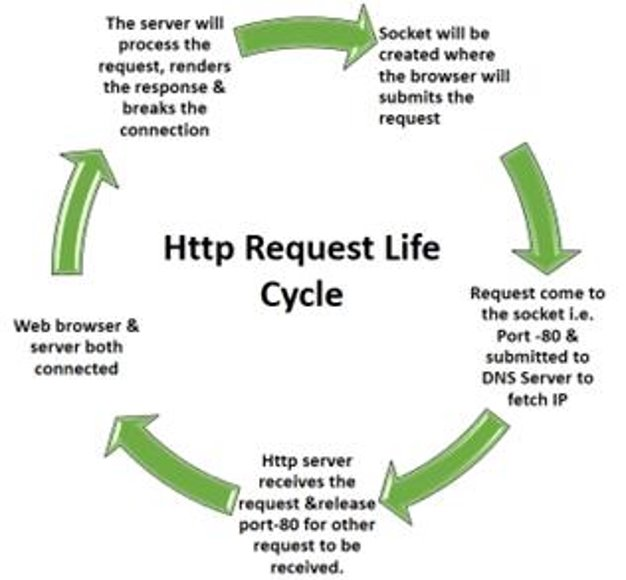 Http Request Life
Cycle
Socket will be
created where
the browser will
submits the
request
Request come to
the socket i.e.
Port -80 &
submitted to
DNS Server to
fetch IP
Http server
receives the
request &release
port-80 for other
request to be
received.
Web browser &
server both
connected
The server will
process the
request, renders
the response &
breaks the
connection